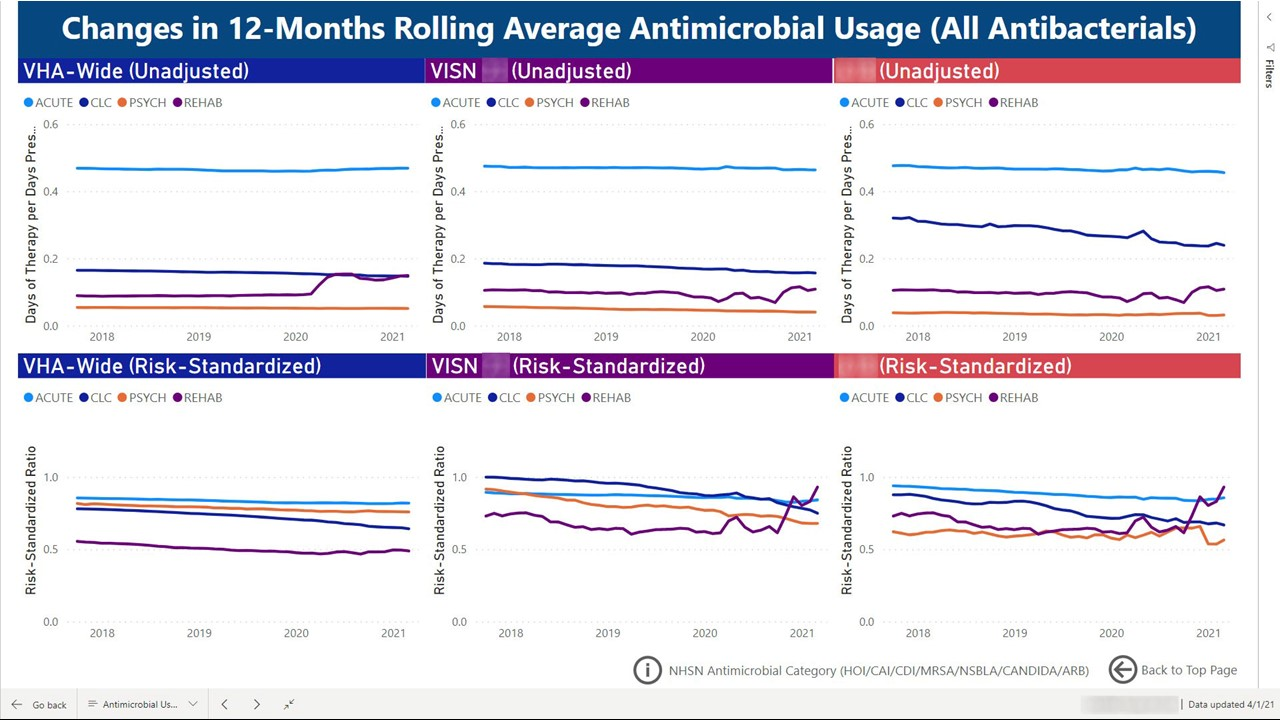 Changes in 12-Months Rolling Average Antimicrobial Usage (All Antibacterials)
Filters
VHA-Wide (Unadjusted)
VISN (Unadjusted)
(Unadjusted)
ACUTE CLC PSYCH REHAB
ACUTE CLC PSYCH REHAB
ACUTE CLC PSYCH REHAB
Days of Therapy per Days Pres...
0.6
0.4
0.2
0.0
2018 2019 2020 2021
Days of Therapy per Days Pres...
0.6
0.4
0.2
0.0
2018 2019 2020 2021
Days of Therapy per Days Pres...
0.6
0.4
0.2
0.0
2018 2019 2020 2021
VHA-Wide (Risk-Standardized)
VISN (Risk-Standardized)
(Risk-Standardized)
ACUTE CLC PSYCH REHAB
ACUTE CLC PSYCH REHAB
ACUTE CLC PSYCH REHAB
Risk-Standardized Ratio
1.0
0.5
0.0
2018 2019 2020 2021
Risk-Standardized Ratio
1.0
0.5
0.0
2018 2019 2020 2021
Risk-Standardized Ratio
1.0
0.5
0.0
2018 2019 2020 2021
NHSN Antimicrobial Category (HOI/CAI/CDI/MRSA/NSBLA/CANDIDA/ARB)
Back to Top Page
Go back
Antimicrobial Us...
| Data updated 4/1/21